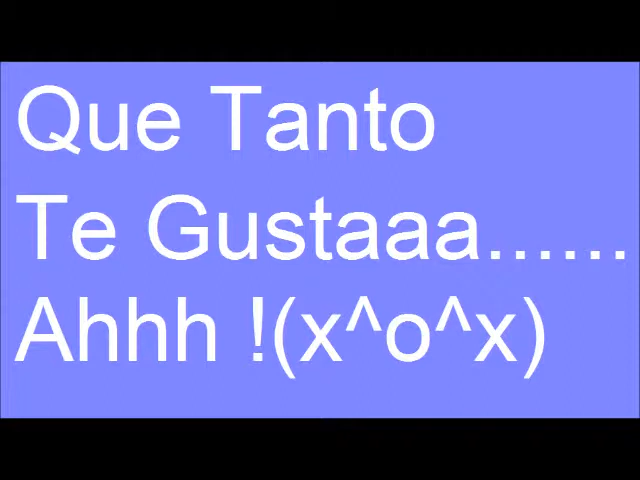 Que Tanto
Te Gustaaa......
Ahhh !(x^o^x)